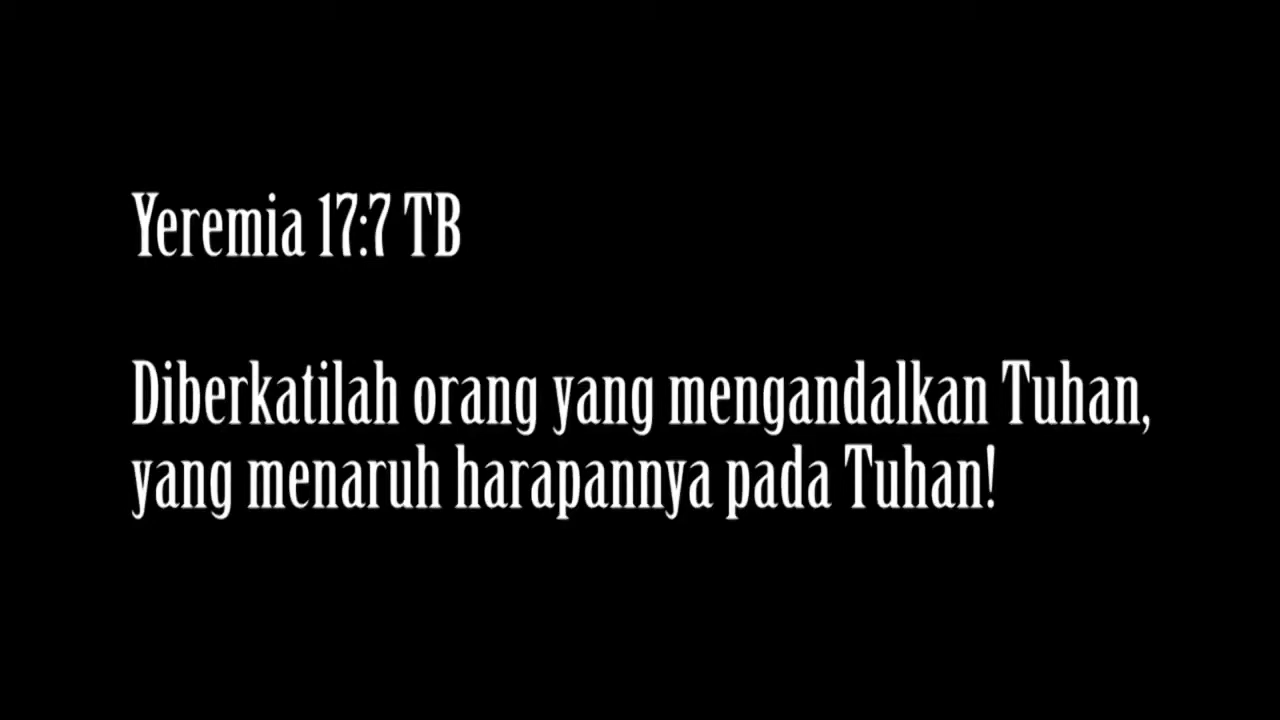 Yeremia 17:7 TB
Diberkatilah orang yang mengandalkan Tuhan,
yang menaruh harapannya pada Tuhan!